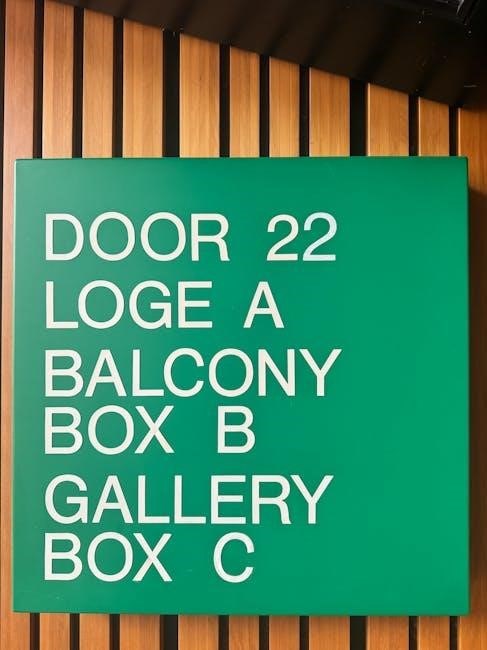 DOOR 22
LOGE A
BALCONY
BOX B
GALLERY
BOX C